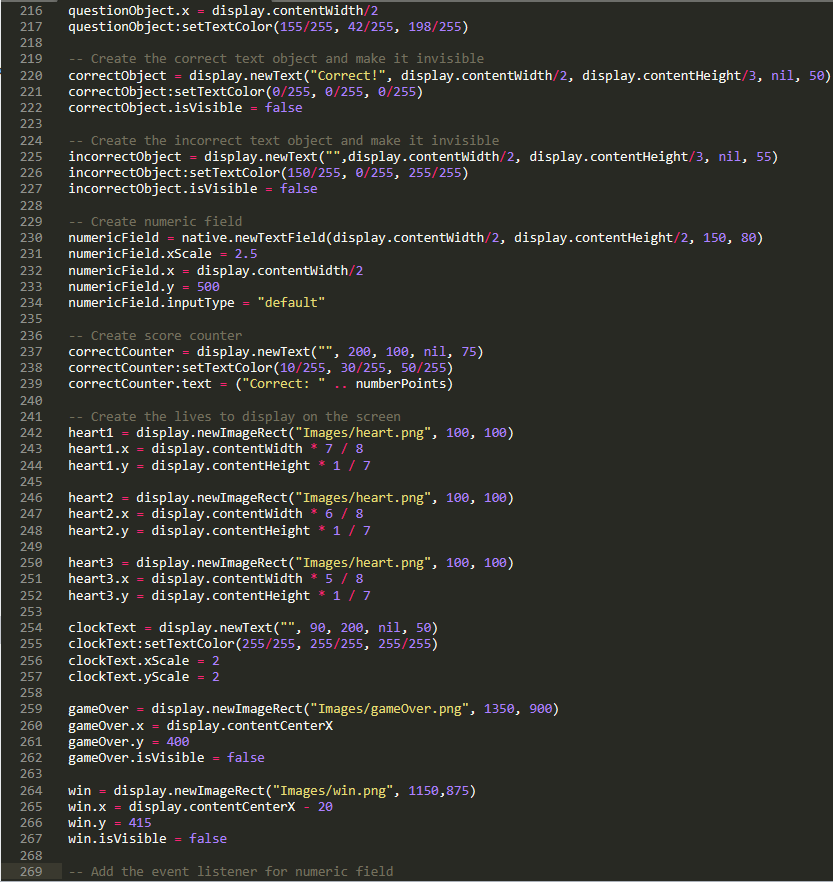 216 questionObject.x = display.contentWidth/2
217 questionObject:setTextColor(155/255, 42/255, 198/255)
218
219 -- Create the correct text object and make it invisible
220 correctObject = display.newText("Correct!", display.contentWidth/2, display.contentHeight/3, nil, 50)
221 correctObject:setTextColor(0/255, 0/255, 0/255)
222 correctObject.isVisible = false
223
224 -- Create the incorrect text object and make it invisible
225 incorrectObject = display.newText("",display.contentWidth/2, display.contentHeight/3, nil, 55)
226 incorrectObject:setTextColor(150/255, 0/255, 255/255)
227 incorrectObject.isVisible = false
228
229 -- Create numeric field
230 numericField = native.newTextField(display.contentWidth/2, display.contentHeight/2, 150, 80)
231 numericField.xScale = 2.5
232 numericField.x = display.contentWidth/2
233 numericField.y = 500
234 numericField.inputType = "default"
235
236 -- Create score counter
237 correctCounter = display.newText("", 200, 100, nil, 75)
238 correctCounter:setTextColor(10/255, 30/255, 50/255)
239 correctCounter.text = ("Correct: " .. numberPoints)
240
241 -- Create the lives to display on the screen
242 heart1 = display.newImageRect("Images/heart.png", 100, 100)
243 heart1.x = display.contentWidth * 7 / 8
244 heart1.y = display.contentHeight * 1 / 7
245
246 heart2 = display.newImageRect("Images/heart.png", 100, 100)
247 heart2.x = display.contentWidth * 6 / 8
248 heart2.y = display.contentHeight * 1 / 7
249
250 heart3 = display.newImageRect("Images/heart.png", 100, 100)
251 heart3.x = display.contentWidth * 5 / 8
252 heart3.y = display.contentHeight * 1 / 7
253
254 clockText = display.newText("", 90, 200, nil, 50)
255 clockText:setTextColor(255/255, 255/255, 255/255)
256 clockText.xScale = 2
257 clockText.yScale = 2
258
259 gameOver = display.newImageRect("Images/gameOver.png", 1350, 900)
260 gameOver.x = display.contentCenterX
261 gameOver.y = 400
262 gameOver.isVisible = false
263
264 win = display.newImageRect("Images/win.png", 1150,875)
265 win.x = display.contentCenterX - 20
266 win.y = 415
267 win.isVisible = false
268
269 -- Add the event listener for numeric field